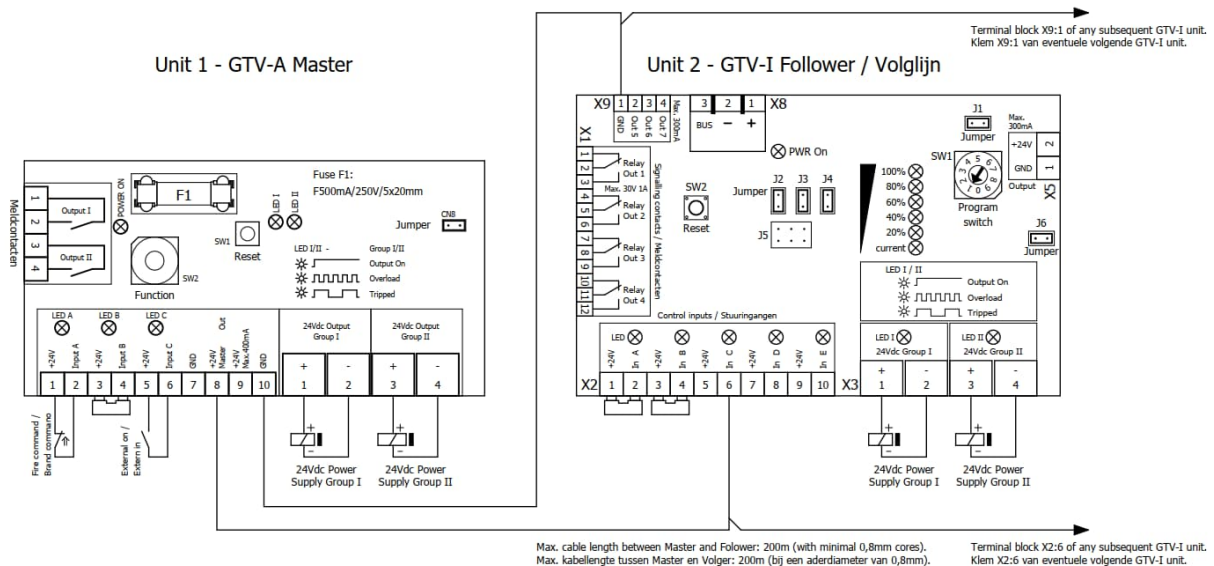 Terminal block X9:1 of any subsequent GTV-I unit.
Klem X9:1 van eventuele volgende GTV-I unit.
Unit 1 - GTV-A Master
Unit 2 - GTV-I Follower / Volglijn
Meldcontacten
1
2
3
4
Output I
Output II
POWER ON
F1
Fuse F1:
F500mA/250V/5x20mm
LED I
LED II
SW1
Reset
Jumper
CN8
SW2
Function
LED I/II -
Group I/II
Output On
Overload
Tripped
LED A
LED B
LED C
+24V
Input A
+24V
Input B
+24V
Input C
GND
+24V
Master Out
+24V
Max.400mA
GND
1
2
3
4
5
6
7
8
9
10
24Vdc Output
Group I
24Vdc Output
Group II
+
-
+
-
1
2
3
4
Fire command /
Brand commano
External on /
Extern in
+
−
24Vdc Power
Supply Group I
+
−
24Vdc Power
Supply Group II
X9
1 2 3 4
GND
Out 5
Out 6
Out 7
Max. 300mA
3 2 1
X8
BUS − +
PWR On
X1
1
2
3
4
5
6
7
8
9
10
11
12
Relay
Out 1
Max. 30V 1A
Relay
Out 2
Relay
Out 3
Relay
Out 4
Signalling contacts / Meldcontacten
SW2
Reset
Jumper
J2
J3
J4
J5
100%
80%
60%
40%
20%
current
J1
Jumper
SW1
0 1 2 3 4 5 6 7 8 9
Program
switch
Max.
300mA
+24V
GND
2
1
Output
X5
J6
Jumper
LED I / II
Output On
Overload
Tripped
Control inputs / Stuuringangen
LED
+24V
In A
+24V
In B
+24V
In C
+24V
In D
+24V
In E
X2
1
2
3
4
5
6
7
8
9
10
LED I
24Vdc Group I
LED II
24Vdc Group II
X3
+
-
+
-
1
2
3
4
+
−
24Vdc Power
Supply Group I
+
−
24Vdc Power
Supply Group II
Max. cable length between Master and Folower: 200m (with minimal 0,8mm cores).
Max. kabellengte tussen Master en Volger: 200m (bij een aderdiameter van 0,8mm).
Terminal block X2:6 of any subsequent GTV-I unit.
Klem X2:6 van eventuele volgende GTV-I unit.